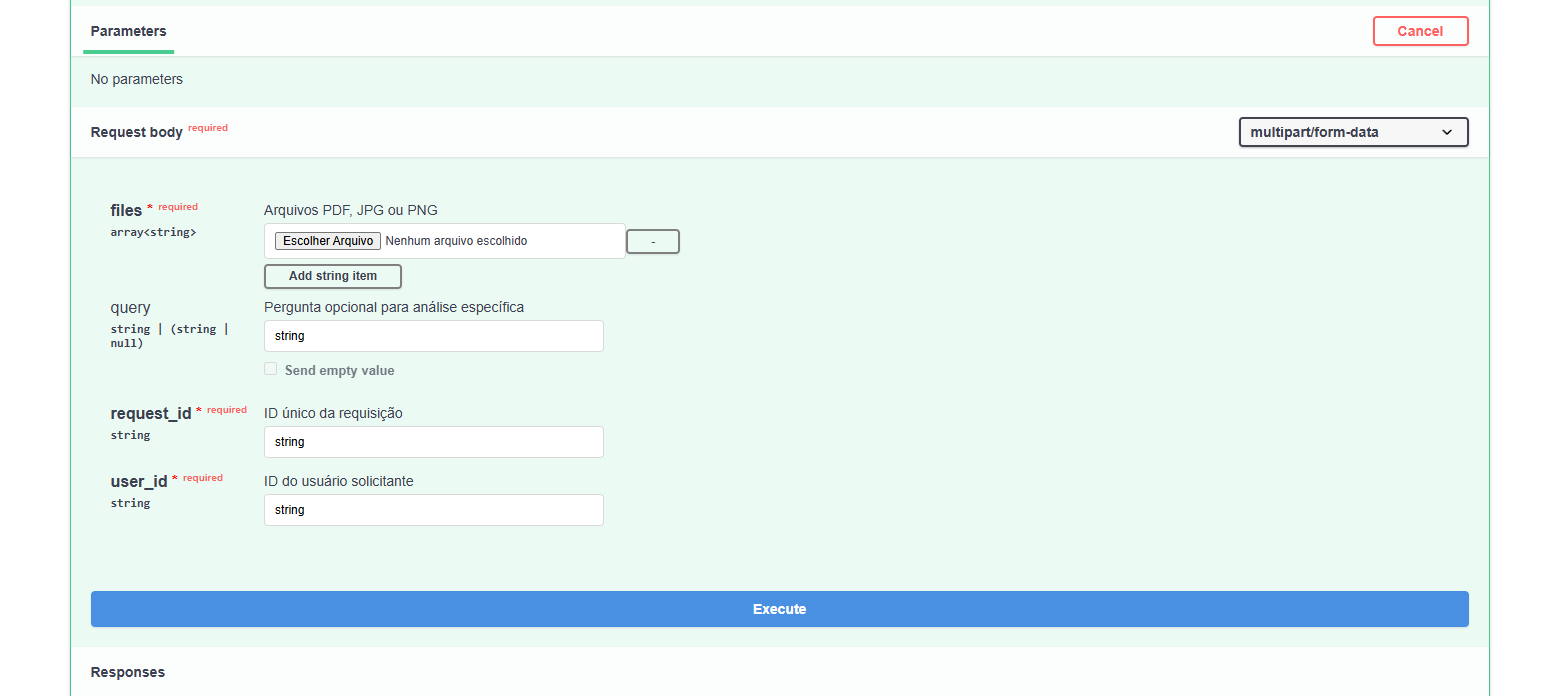 Parameters
Cancel
No parameters
Request body required
multipart/form-data
files * required
array<string>
Arquivos PDF, JPG ou PNG
Escolher Arquivo Nenhum arquivo escolhido
-
Add string item
query
string | (string |
null)
Pergunta opcional para análise específica
string
Send empty value
request_id * required
string
ID único da requisição
string
user_id * required
string
ID do usuário solicitante
string
Execute
Responses